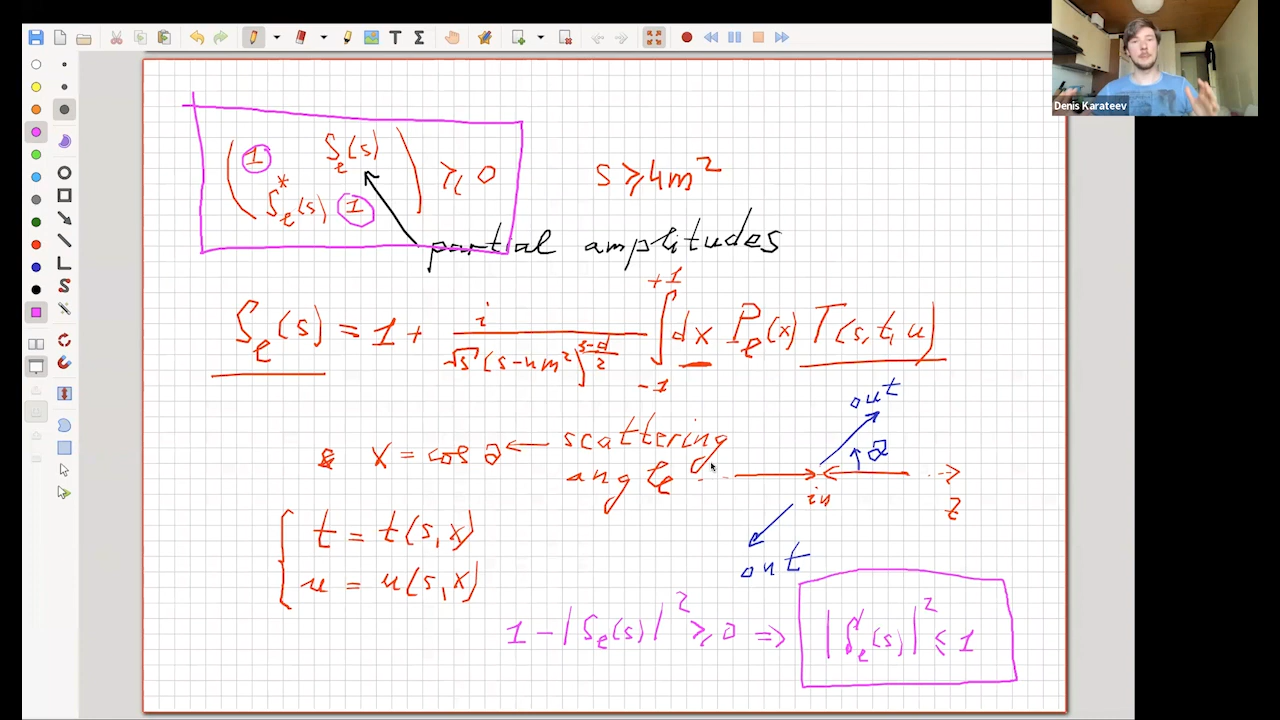 Denis Karateev
( 1 S_ℓ(s)
S*_ℓ(s) 1 ) ⩾ 0
s ⩾ 4m²
partial amplitudes
S_ℓ(s) = 1 + i / (√s (s-4m²)^((3-d)/2)) ∫_{-1}^{+1} dx P_ℓ(x) T(s,t,u)
x = cos ∂ ← scattering angle
out
∂
in
z
out
t = t(s,x)
u = u(s,x)
1 - |S_ℓ(s)|² ⩾ 0 ⇒ |S_ℓ(s)|² ≤ 1